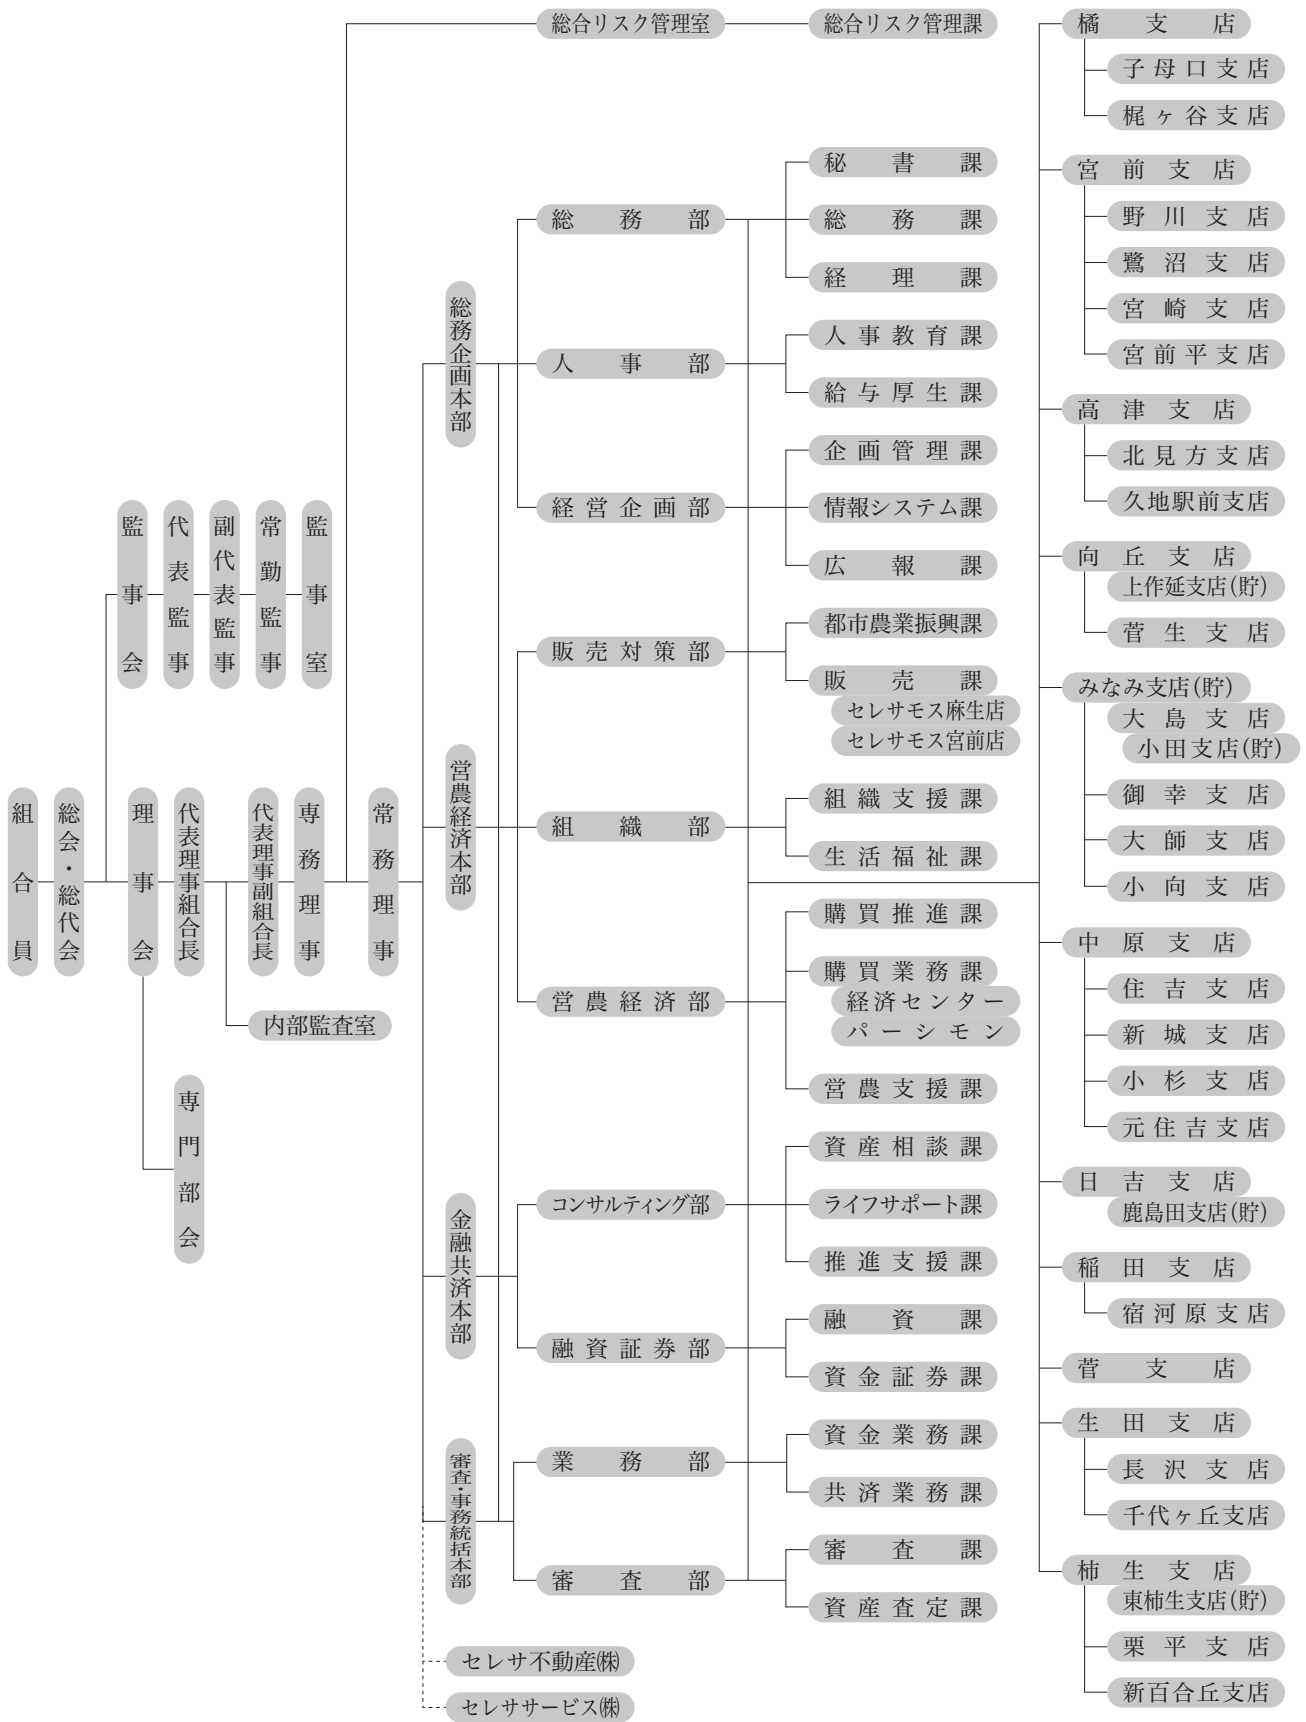 組合員
総会・総代会
監事会
代表監事
副代表監事
常勤監事
監事室
理事会
代表理事組合長
代表理事副組合長
専務理事
常務理事
内部監査室
専門部会
総合リスク管理室
総合リスク管理課
総務企画本部
総務部
秘書課
総務課
経理課
人事部
人事教育課
給与厚生課
経営企画部
企画管理課
情報システム課
広報課
営農経済本部
販売対策部
都市農業振興課
販売課
セレサモス麻生店
セレサモス宮前店
組織部
組織支援課
生活福祉課
営農経済部
購買推進課
購買業務課
経済センター
パーシモン
営農支援課
金融共済本部
コンサルティング部
資産相談課
ライフサポート課
推進支援課
融資証券部
融資課
資金証券課
審査・事務統括本部
業務部
資金業務課
共済業務課
審査部
審査課
資産査定課
セレサ不動産㈱
セレササービス㈱
橘支店
子母口支店
梶ヶ谷支店
宮前支店
野川支店
鷺沼支店
宮崎支店
宮前平支店
高津支店
北見方支店
久地駅前支店
向丘支店
上作延支店(貯)
菅生支店
みなみ支店(貯)
大島支店
小田支店(貯)
御幸支店
大師支店
小向支店
中原支店
住吉支店
新城支店
小杉支店
元住吉支店
日吉支店
鹿島田支店(貯)
稲田支店
宿河原支店
菅支店
生田支店
長沢支店
千代ヶ丘支店
柿生支店
東柿生支店(貯)
栗平支店
新百合丘支店